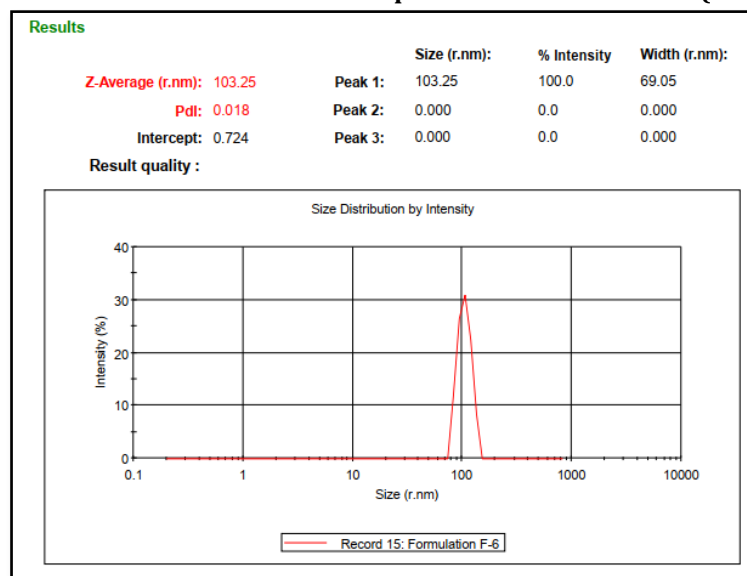 Results
Size (r.nm): % Intensity Width (r.nm):
Z-Average (r.nm): 103.25 Peak 1: 103.25 100.0 69.05
PdI: 0.018 Peak 2: 0.000 0.0 0.000
Intercept: 0.724 Peak 3: 0.000 0.0 0.000
Result quality :
Size Distribution by Intensity
40
30
20
10
0
Intensity (%)
0.1 1 10 100 1000 10000
Size (r.nm)
Record 15: Formulation F-6